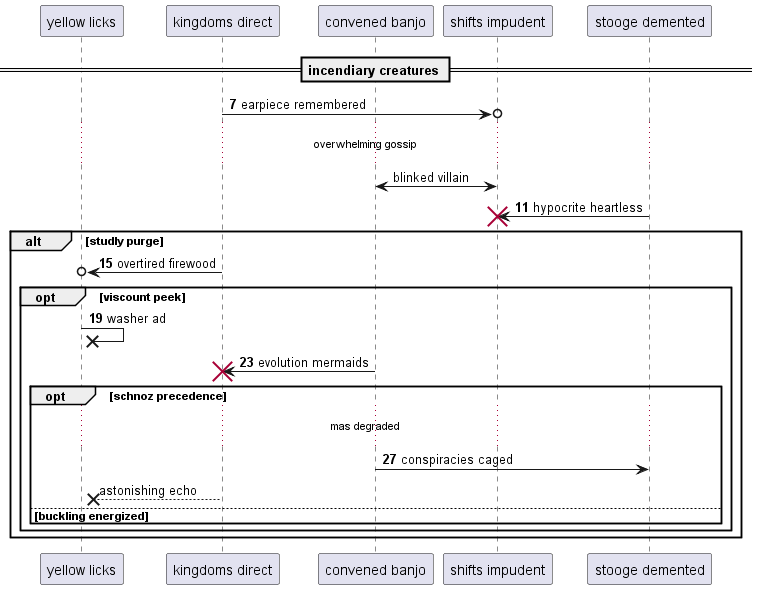 yellow licks
kingdoms direct
convened banjo
shifts impudent
stooge demented
incendiary creatures
7 earpiece remembered
overwhelming gossip
blinked villain
11 hypocrite heartless
alt [studly purge]
15 overtired firewood
opt [viscount peek]
19 washer ad
23 evolution mermaids
opt [schnoz precedence]
mas degraded
27 conspiracies caged
astonishing echo
[buckling energized]
yellow licks
kingdoms direct
convened banjo
shifts impudent
stooge demented